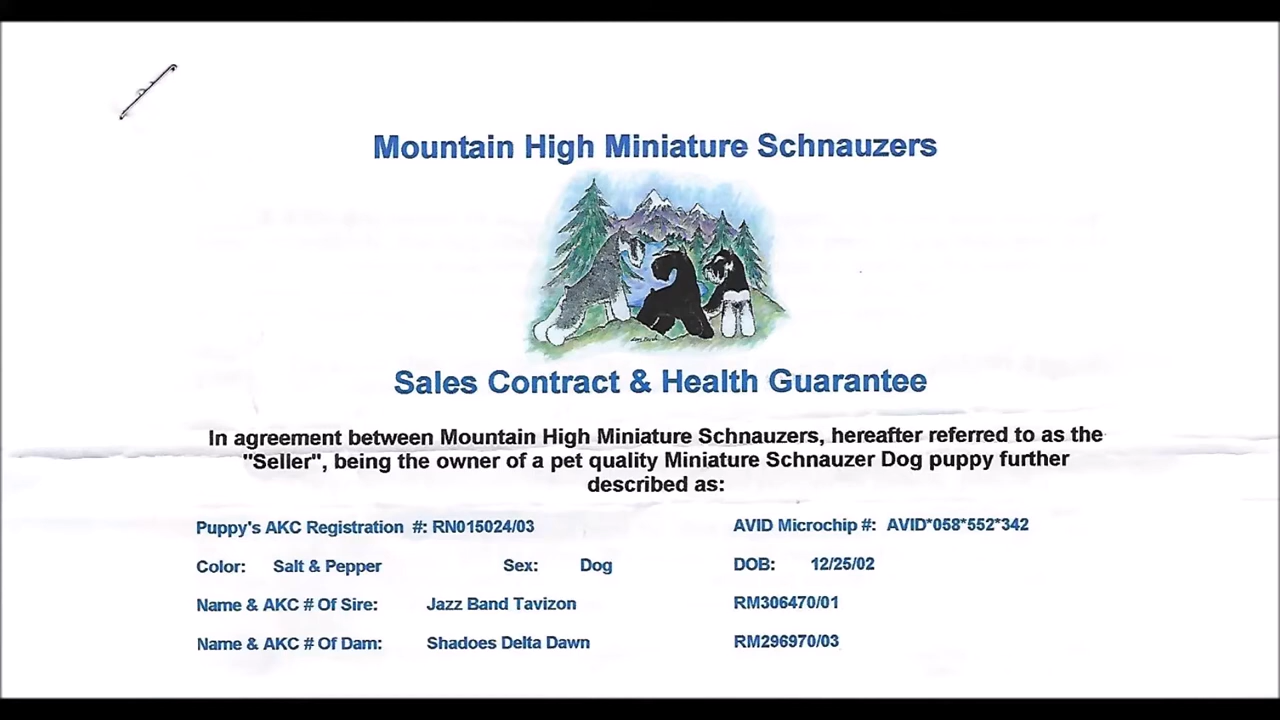 Mountain High Miniature Schnauzers
Sales Contract & Health Guarantee
In agreement between Mountain High Miniature Schnauzers, hereafter referred to as the
"Seller", being the owner of a pet quality Miniature Schnauzer Dog puppy further
described as:
Puppy's AKC Registration #: RN015024/03 AVID Microchip #: AVID*058*552*342
Color: Salt & Pepper Sex: Dog DOB: 12/25/02
Name & AKC # Of Sire: Jazz Band Tavizon RM306470/01
Name & AKC # Of Dam: Shadoes Delta Dawn RM296970/03